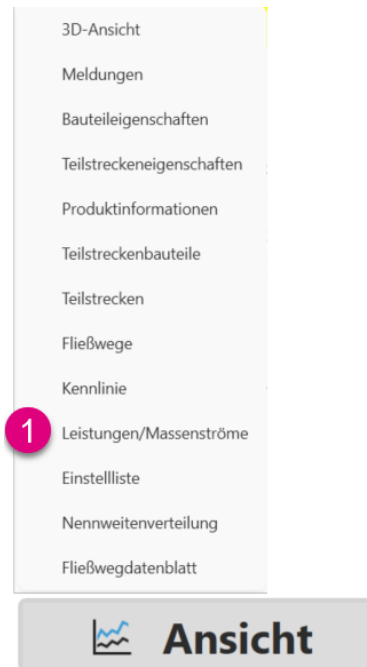 3D-Ansicht
Meldungen
Bauteileigenschaften
Teilstreckeneigenschaften
Produktinformationen
Teilstreckenbauteile
Teilstrecken
Fließwege
Kennlinie
1 Leistungen/Massenströme
Einstellliste
Nennweitenverteilung
Fließwegdatenblatt
Ansicht